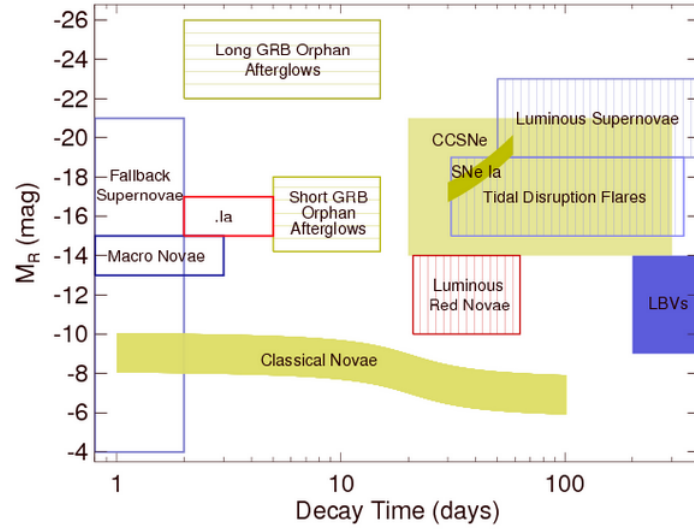 -26
-24
-22
-20
-18
-16
-14
-12
-10
-8
-6
-4
M_R (mag)
Long GRB Orphan
Afterglows
Luminous Supernovae
CCSNe
SNe Ia
Tidal Disruption Flares
Fallback
Supernovae
.Ia
Short GRB
Orphan
Afterglows
Macro Novae
Luminous
Red Novae
LBVs
Classical Novae
1
10
100
Decay Time (days)